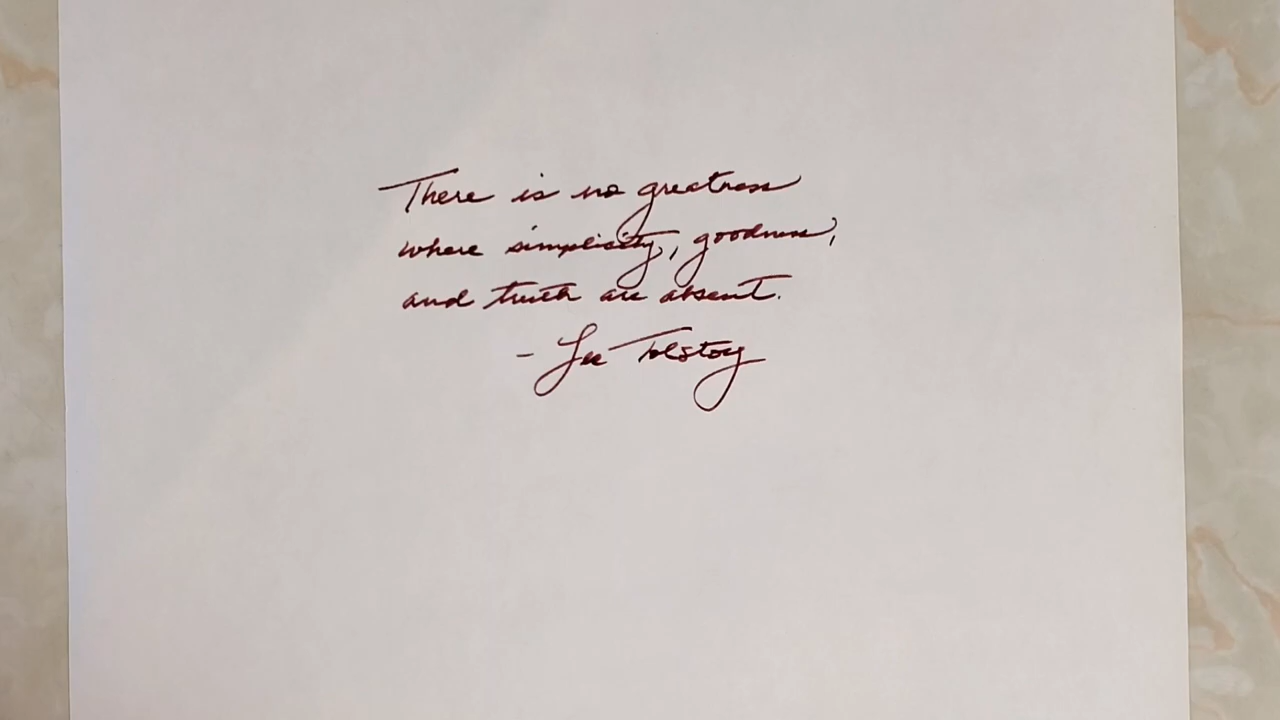 There is no greatness
where simplicity, goodness,
and truth are absent.
- Leo Tolstoy